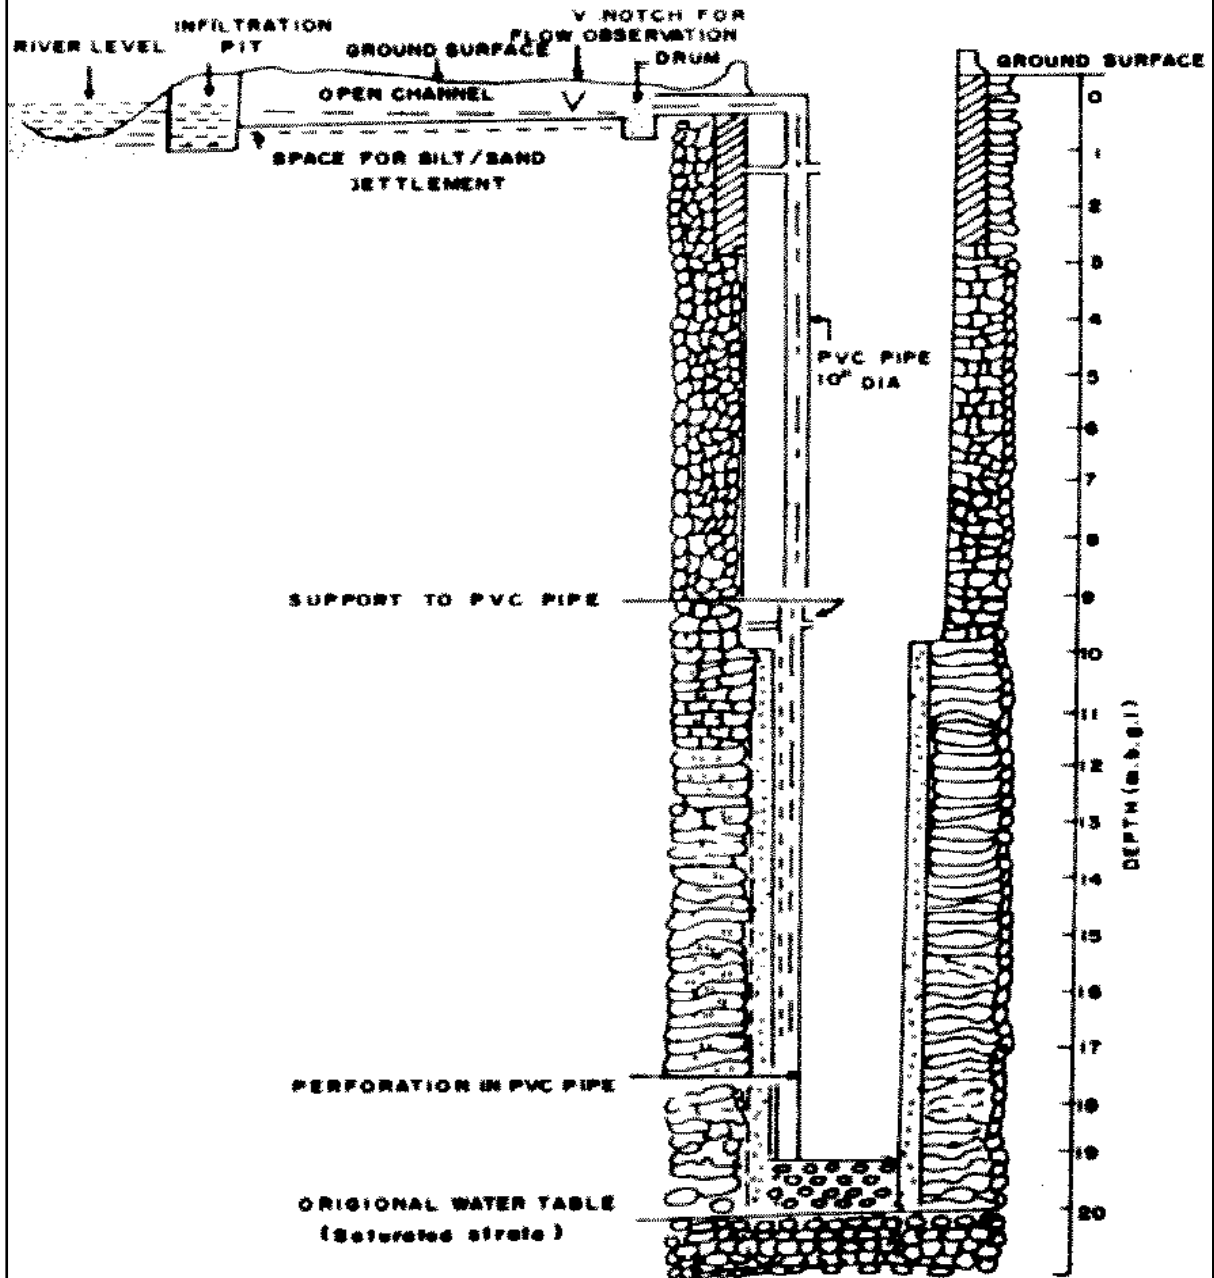 V NOTCH FOR
FLOW OBSERVATION
INFILTRATION
PIT
RIVER LEVEL
GROUND SURFACE
DRUM
GROUND SURFACE
OPEN CHANNEL
SPACE FOR SILT/SAND
SETTLEMENT
PVC PIPE
10" DIA
SUPPORT TO PVC PIPE
PERFORATION IN PVC PIPE
ORIGIONAL WATER TABLE
(Saturated strata)
0
1
2
3
4
5
6
7
8
9
10
11
12
13
14
15
16
17
18
19
20
DEPTH (m.b.g.l)